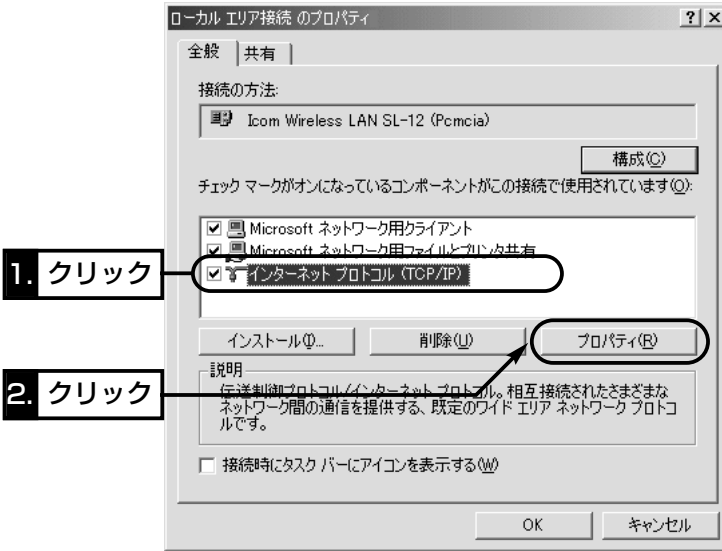 ローカル エリア接続 のプロパティ
全般
共有
接続の方法:
Icom Wireless LAN SL-12 (Pcmcia)
構成(C)
チェック マークがオンになっているコンポーネントがこの接続で使用されています(O):
Microsoft ネットワーク用クライアント
Microsoft ネットワーク用ファイルとプリンタ共有
インターネット プロトコル (TCP/IP)
1. クリック
インストール(I)...
削除(U)
プロパティ(R)
2. クリック
説明
伝送制御プロトコル/インターネット プロトコル。相互接続されたさまざまな
ネットワーク間の通信を提供する、既定のワイド エリア ネットワーク プロトコ
ルです。
接続時にタスク バーにアイコンを表示する(W)
OK
キャンセル